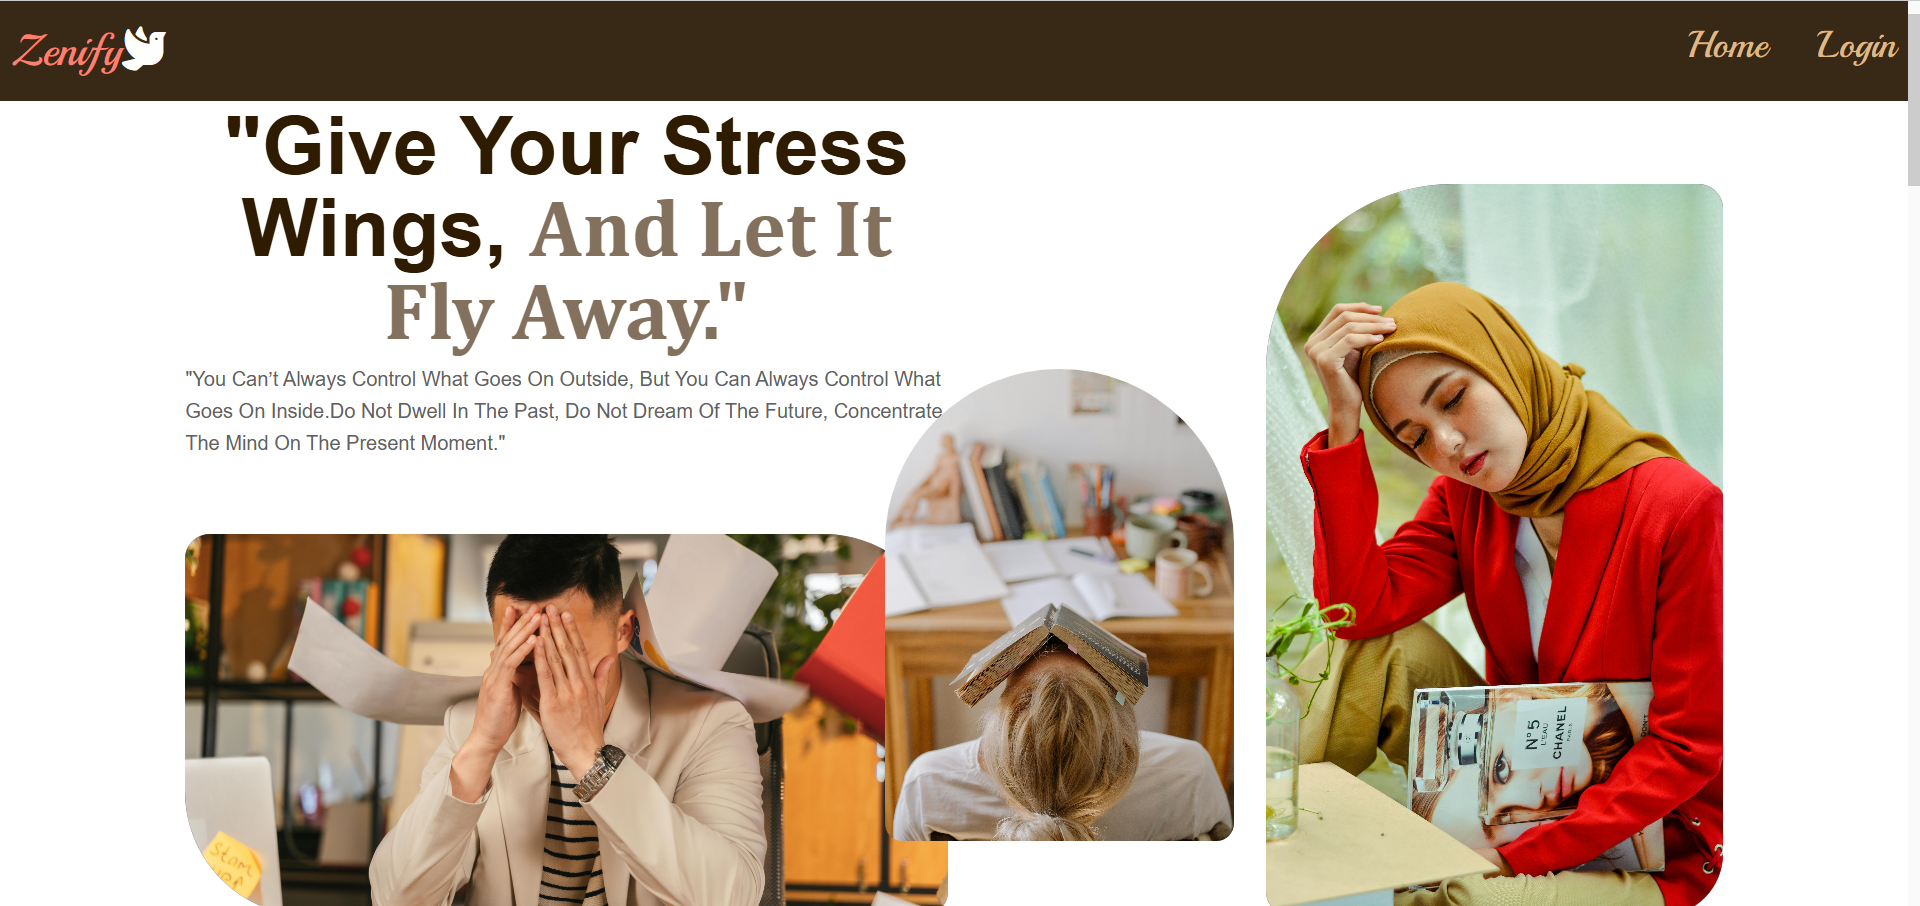 Zenify
Home
Login
"Give Your Stress
Wings, And Let It
Fly Away."
"You Can’t Always Control What Goes On Outside, But You Can Always Control What
Goes On Inside.Do Not Dwell In The Past, Do Not Dream Of The Future, Concentrate
The Mind On The Present Moment."
Start
N°5
L'EAU
CHANEL
PARIS
DON'T